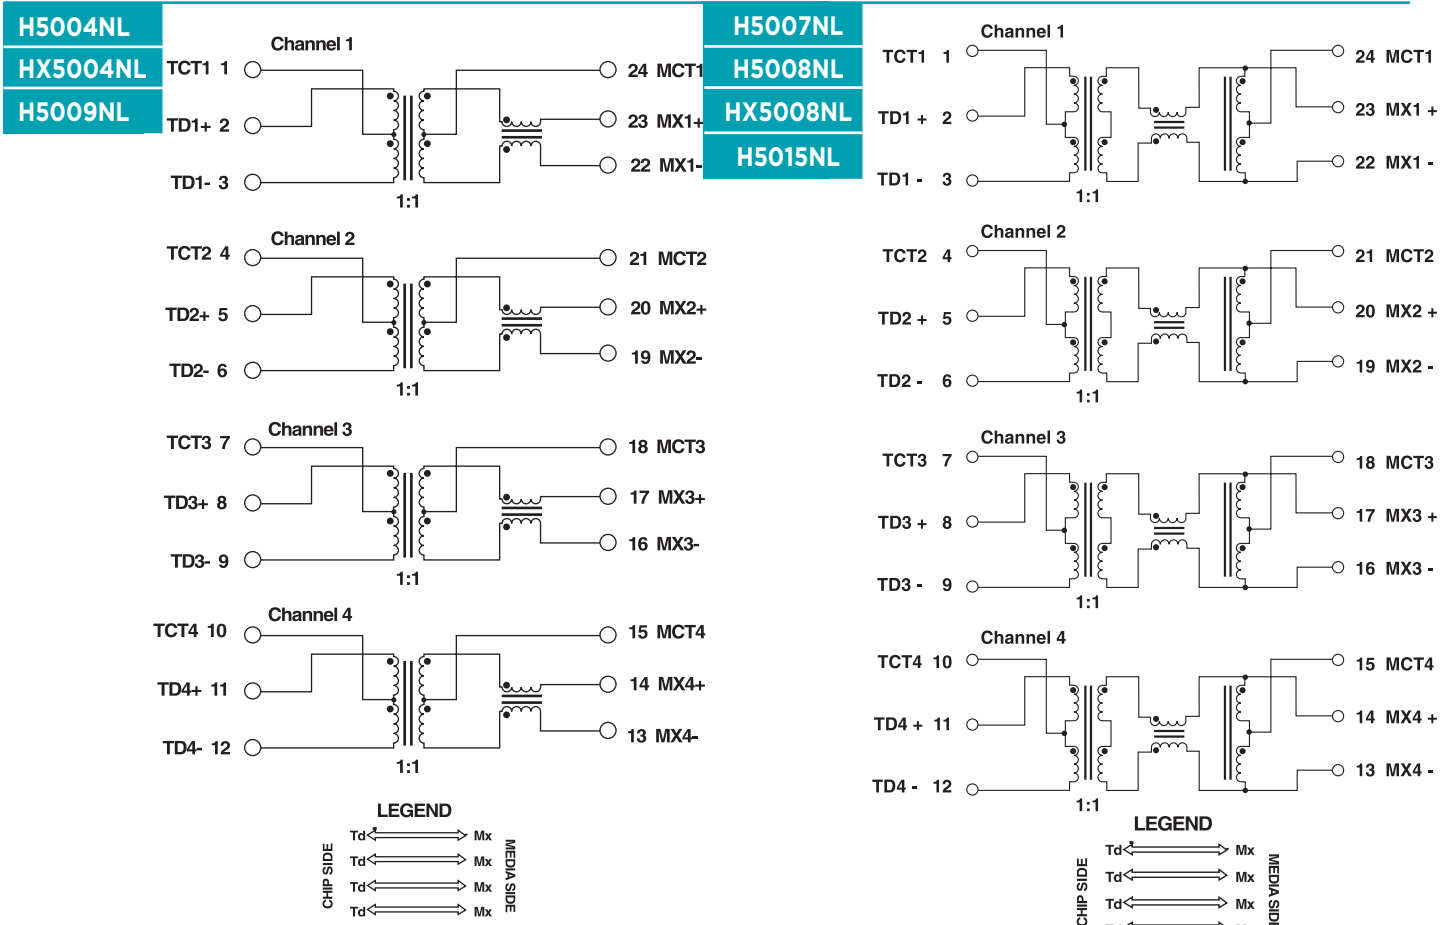 H5004NL
HX5004NL
H5009NL
Channel 1
TCT1 1
24 MCT1
TD1+ 2
23 MX1+
TD1- 3
22 MX1-
1:1
Channel 2
TCT2 4
21 MCT2
TD2+ 5
20 MX2+
TD2- 6
19 MX2-
1:1
Channel 3
TCT3 7
18 MCT3
TD3+ 8
17 MX3+
TD3- 9
16 MX3-
1:1
Channel 4
TCT4 10
15 MCT4
TD4+ 11
14 MX4+
TD4- 12
13 MX4-
1:1
LEGEND
CHIP SIDE
Td Mx
Td Mx
Td Mx
Td Mx
MEDIA SIDE
H5007NL
H5008NL
HX5008NL
H5015NL
Channel 1
TCT1 1
24 MCT1
TD1 + 2
23 MX1 +
TD1 - 3
22 MX1 -
1:1
Channel 2
TCT2 4
21 MCT2
TD2 + 5
20 MX2 +
TD2 - 6
19 MX2 -
1:1
Channel 3
TCT3 7
18 MCT3
TD3 + 8
17 MX3 +
TD3 - 9
16 MX3 -
1:1
Channel 4
TCT4 10
15 MCT4
TD4 + 11
14 MX4 +
TD4 - 12
13 MX4 -
1:1
LEGEND
CHIP SIDE
Td Mx
Td Mx
Td Mx
MEDIA SIDE